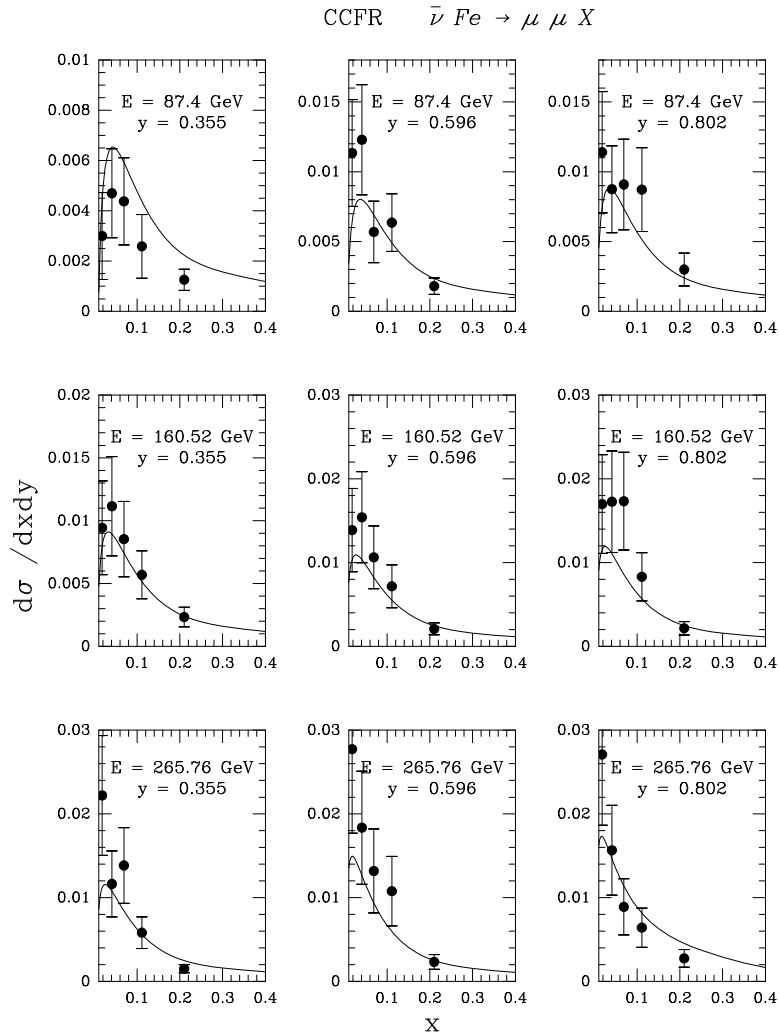 CCFR ν̄ Fe → μ μ X
0.01
0.008
0.006
0.004
0.002
0
E = 87.4 GeV
y = 0.355
0.1 0.2 0.3 0.4
0.015
0.01
0.005
0
E = 87.4 GeV
y = 0.596
0.1 0.2 0.3 0.4
0.015
0.01
0.005
0
E = 87.4 GeV
y = 0.802
0.1 0.2 0.3 0.4
dσ /dxdy
0.02
0.015
0.01
0.005
0
E = 160.52 GeV
y = 0.355
0.1 0.2 0.3 0.4
0.03
0.02
0.01
0
E = 160.52 GeV
y = 0.596
0.1 0.2 0.3 0.4
0.03
0.02
0.01
0
E = 160.52 GeV
y = 0.802
0.1 0.2 0.3 0.4
0.03
0.02
0.01
0
E = 265.76 GeV
y = 0.355
0.1 0.2 0.3 0.4
0.03
0.02
0.01
0
E = 265.76 GeV
y = 0.596
0.1 0.2 0.3 0.4
0.03
0.02
0.01
0
E = 265.76 GeV
y = 0.802
0.1 0.2 0.3 0.4
x